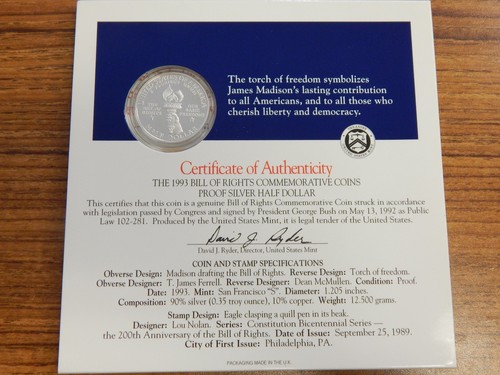 The torch of freedom symbolizes
James Madison's lasting contribution
to all Americans, and to all those who
cherish liberty and democracy.
HALF DOLLAR
Certificate of Authenticity
THE 1993 BILL OF RIGHTS COMMEMORATIVE COINS
PROOF SILVER HALF DOLLAR
This certifies that this coin is a genuine Bill of Rights Commemorative Coin struck in accordance
with legislation passed by Congress and signed by President George Bush on May 13, 1992 as Public
Law 102-281. Produced by the United States Mint, it is legal tender of the United States.
David J. Ryder
David J. Ryder, Director, United States Mint
COIN AND STAMP SPECIFICATIONS
Obverse Design: Madison drafting the Bill of Rights. Reverse Design: Torch of freedom.
Obverse Designer: T. James Ferrell. Reverse Designer: Dean McMullen. Condition: Proof.
Date: 1993. Mint: San Francisco "S". Diameter: 1.205 inches.
Composition: 90% silver (0.35 troy ounce), 10% copper. Weight: 12.500 grams.
Stamp Design: Eagle clasping a quill pen in its beak.
Designer: Lou Nolan. Series: Constitution Bicentennial Series —
the 200th Anniversary of the Bill of Rights. Date of Issue: September 25, 1989.
City of First Issue: Philadelphia, PA.
PACKAGING MADE IN THE U.K.